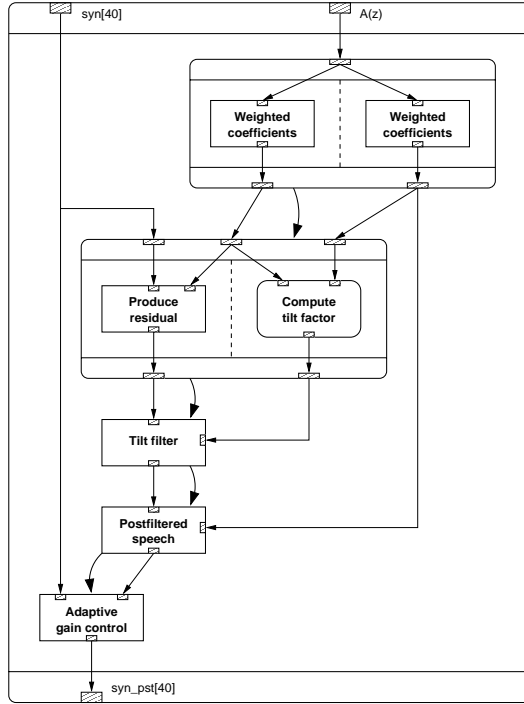 syn[40]
A(z)
Weighted
coefficients
Weighted
coefficients
Produce
residual
Compute
tilt factor
Tilt filter
Postfiltered
speech
Adaptive
gain control
syn_pst[40]